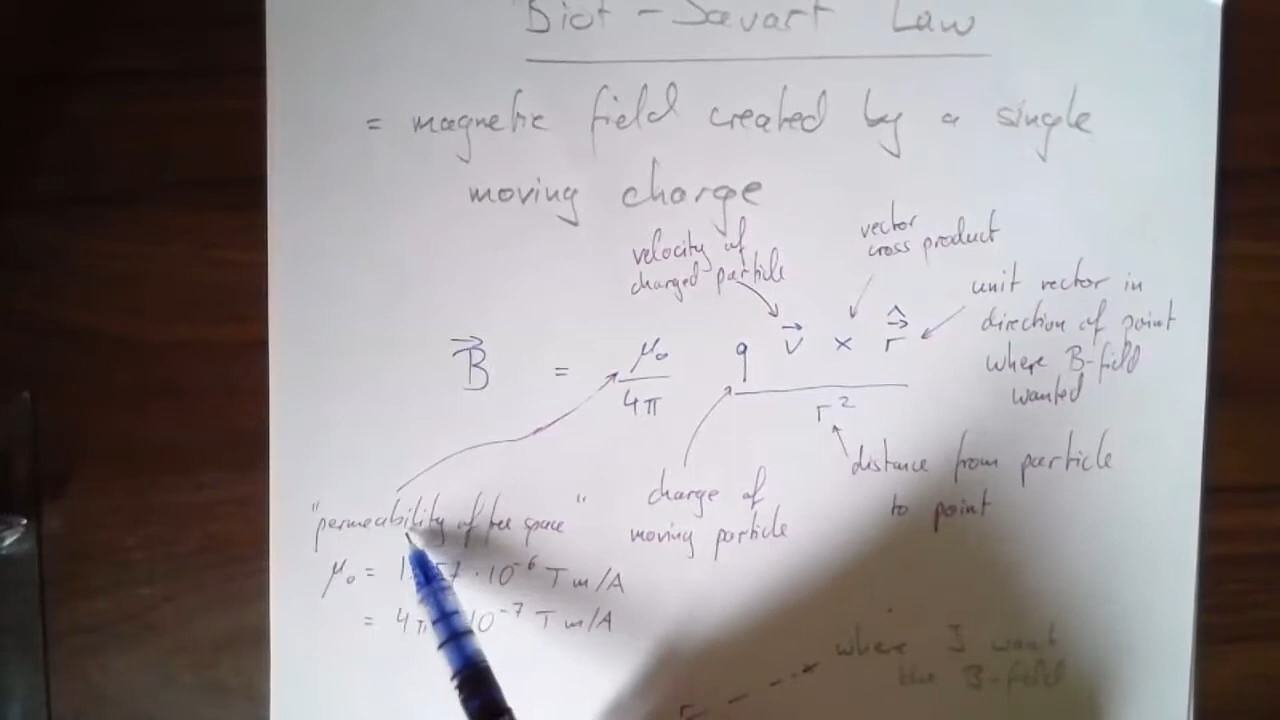 Biot - Savart Law
= magnetic field created by a single
moving charge
velocity of
charged particle
vector
cross product
unit vector in
direction of point
where B-field
wanted
B⃗ = μ₀/4π q v⃗ × r̂ / r²
distance from particle
to point
charge of
moving particle
"permeability of free space"
μ₀ = · 10⁻⁶ T m/A
= 4π 10⁻⁷ T m/A
where I want
the B-field
r